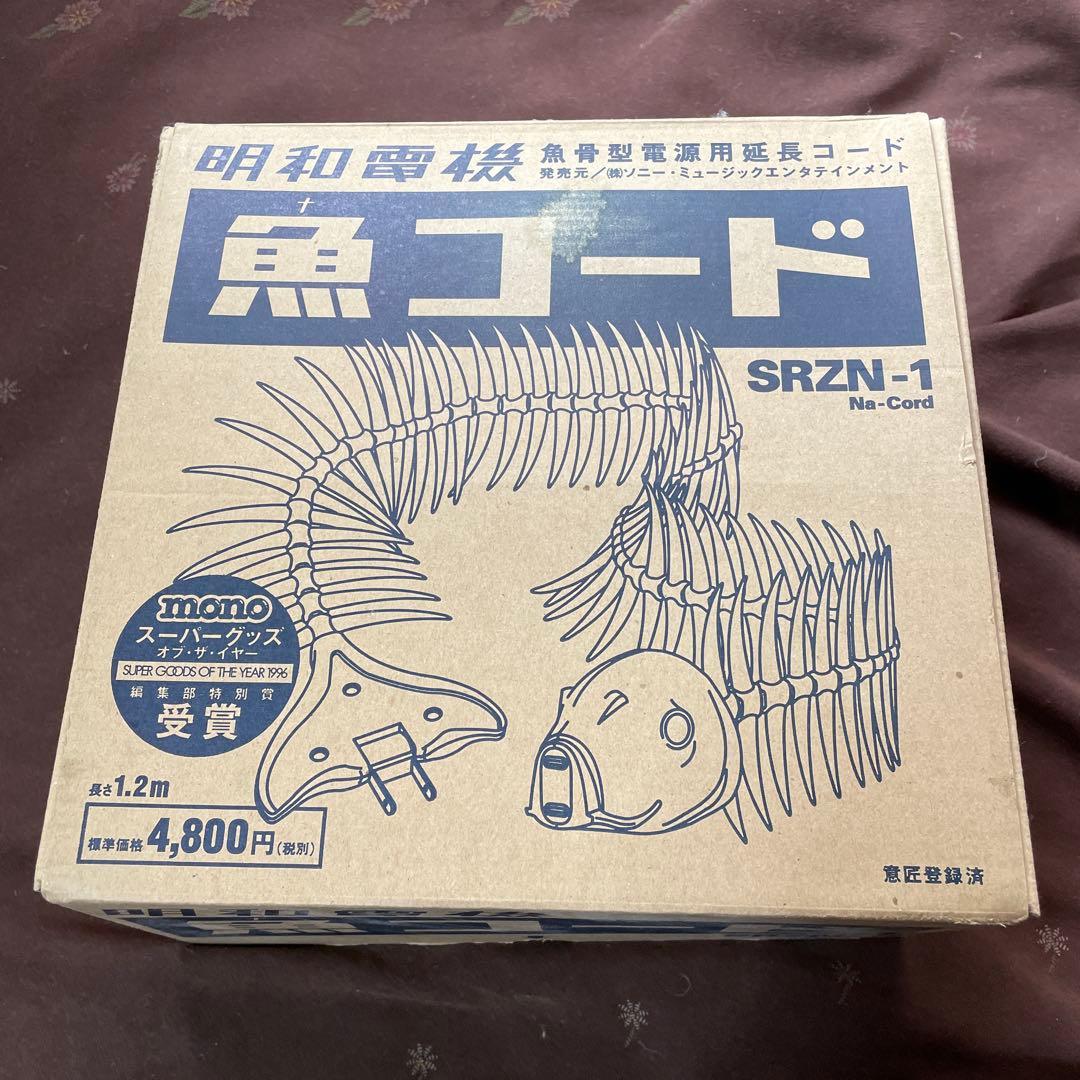 明和電機
魚骨型電源用延長コード
発売元/㈱ソニー・ミュージックエンタテインメント
魚コード
SRZN-1
Na-Cord
mono
スーパーグッズ
オブ・ザ・イヤー
SUPER GOODS OF THE YEAR 1996
編集部特別賞
受賞
長さ1.2m
標準価格 4,800円(税別)
意匠登録済
明和電機